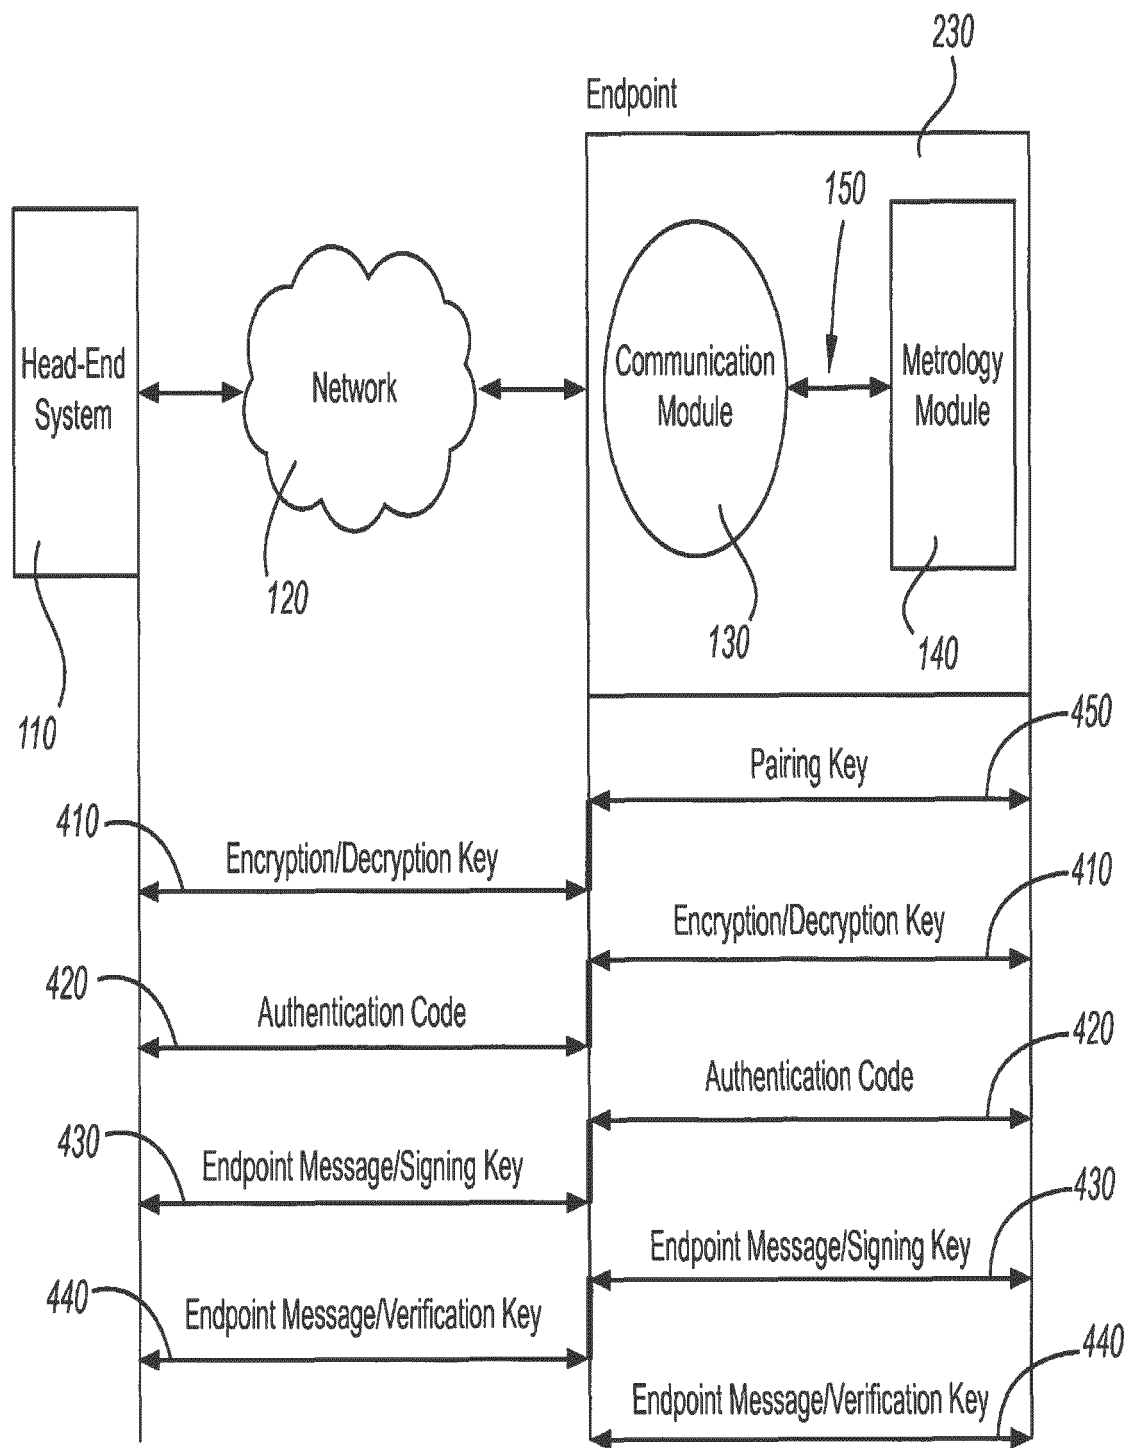 230
Endpoint
150
Head-End
System
Network
Communication
Module
Metrology
Module
120
130
140
110
450
Pairing Key
410
Encryption/Decryption Key
410
Encryption/Decryption Key
420
Authentication Code
420
Authentication Code
430
Endpoint Message/Signing Key
430
Endpoint Message/Signing Key
440
Endpoint Message/Verification Key
440
Endpoint Message/Verification Key